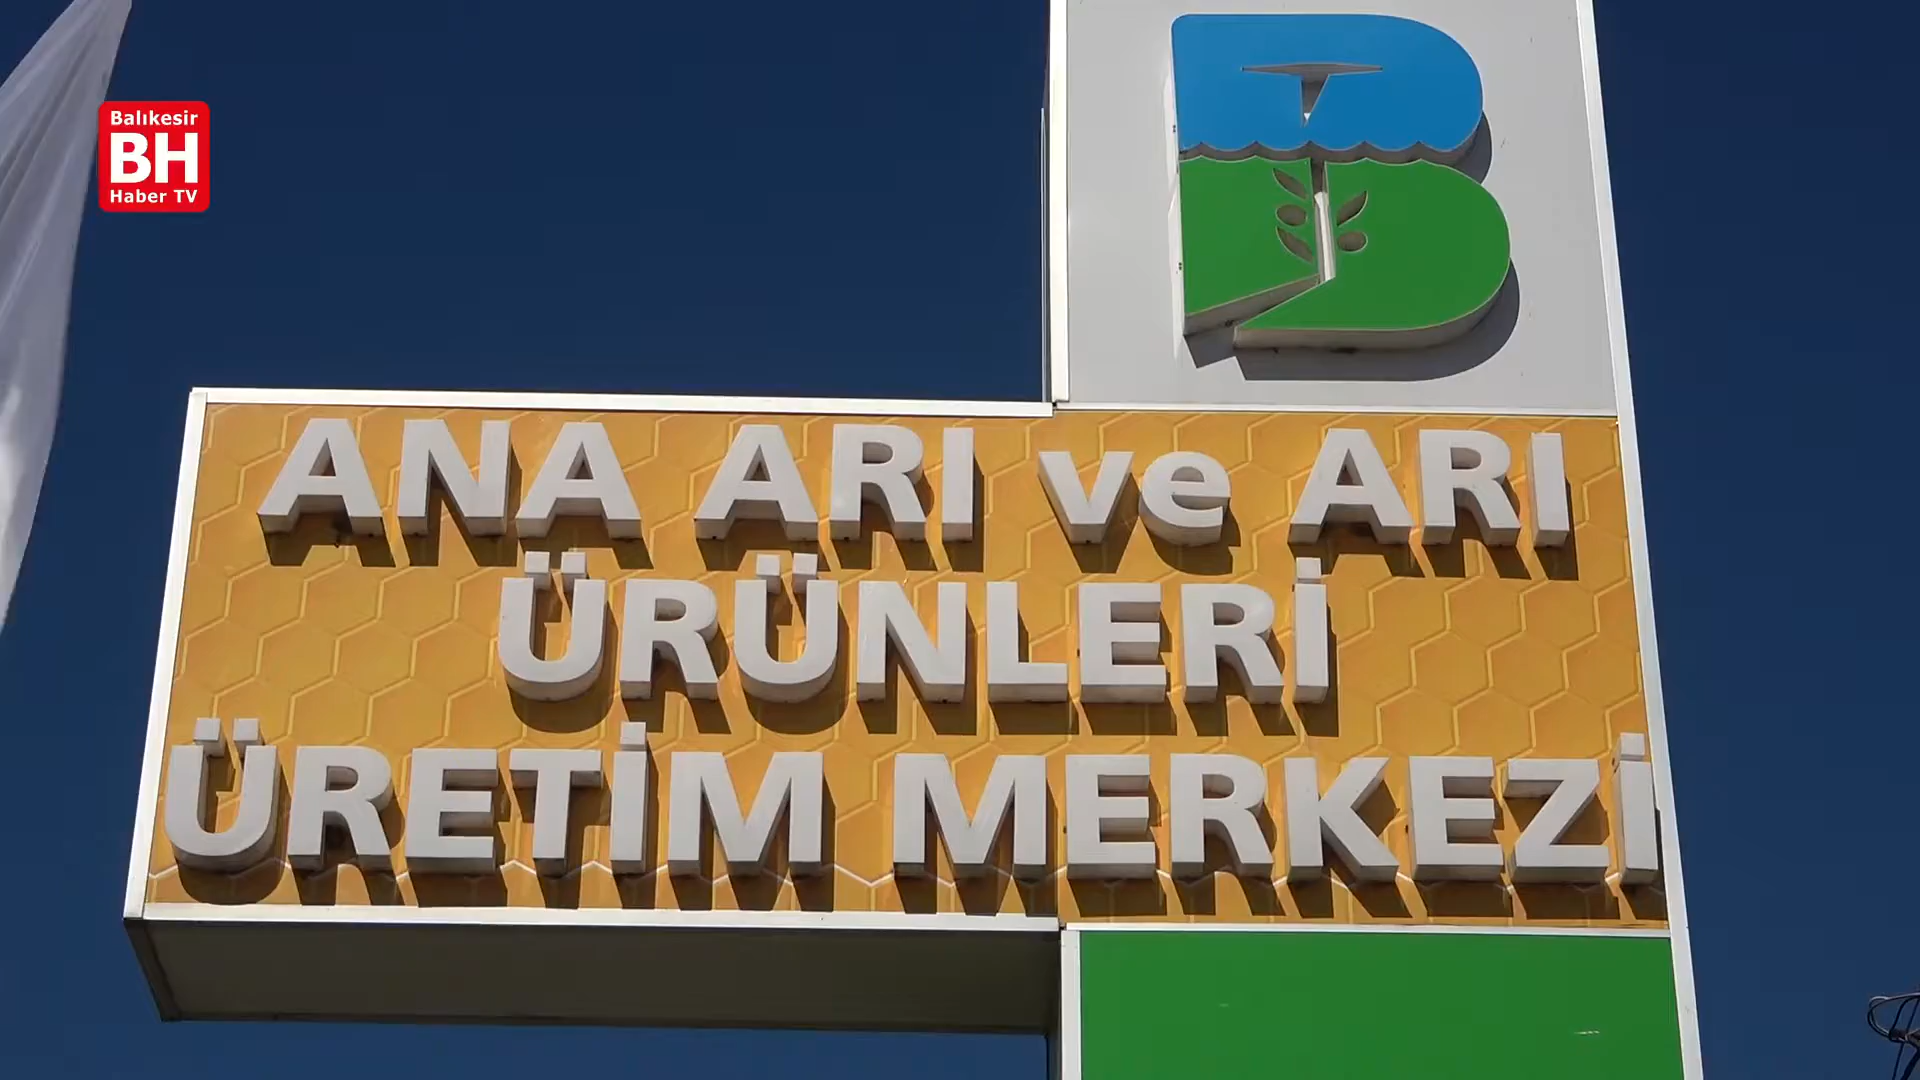 Balıkesir
BH
Haber TV
ANA ARI ve ARI
ÜRÜNLERİ
ÜRETİM MERKEZİ